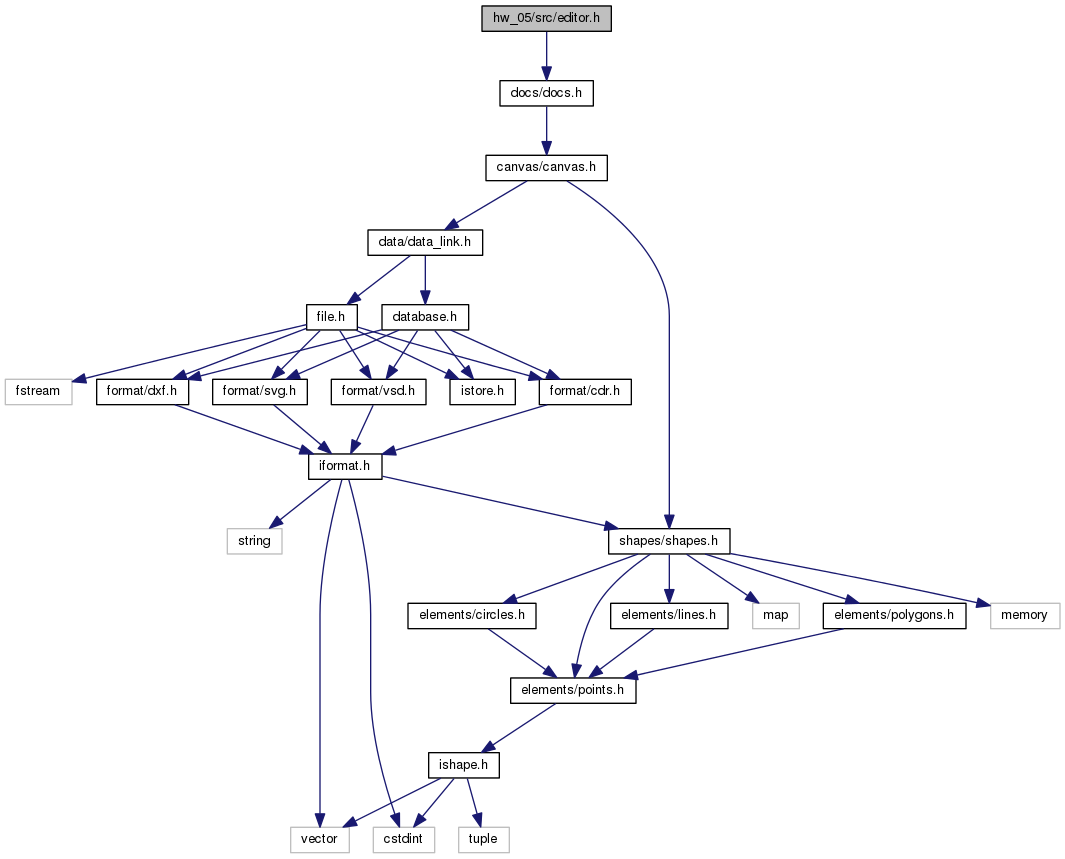 hw_05/src/editor.h
docs/docs.h
canvas/canvas.h
data/data_link.h
file.h
database.h
fstream
format/dxf.h
format/svg.h
format/vsd.h
istore.h
format/cdr.h
iformat.h
string
shapes/shapes.h
elements/circles.h
elements/lines.h
map
elements/polygons.h
memory
elements/points.h
ishape.h
vector
cstdint
tuple